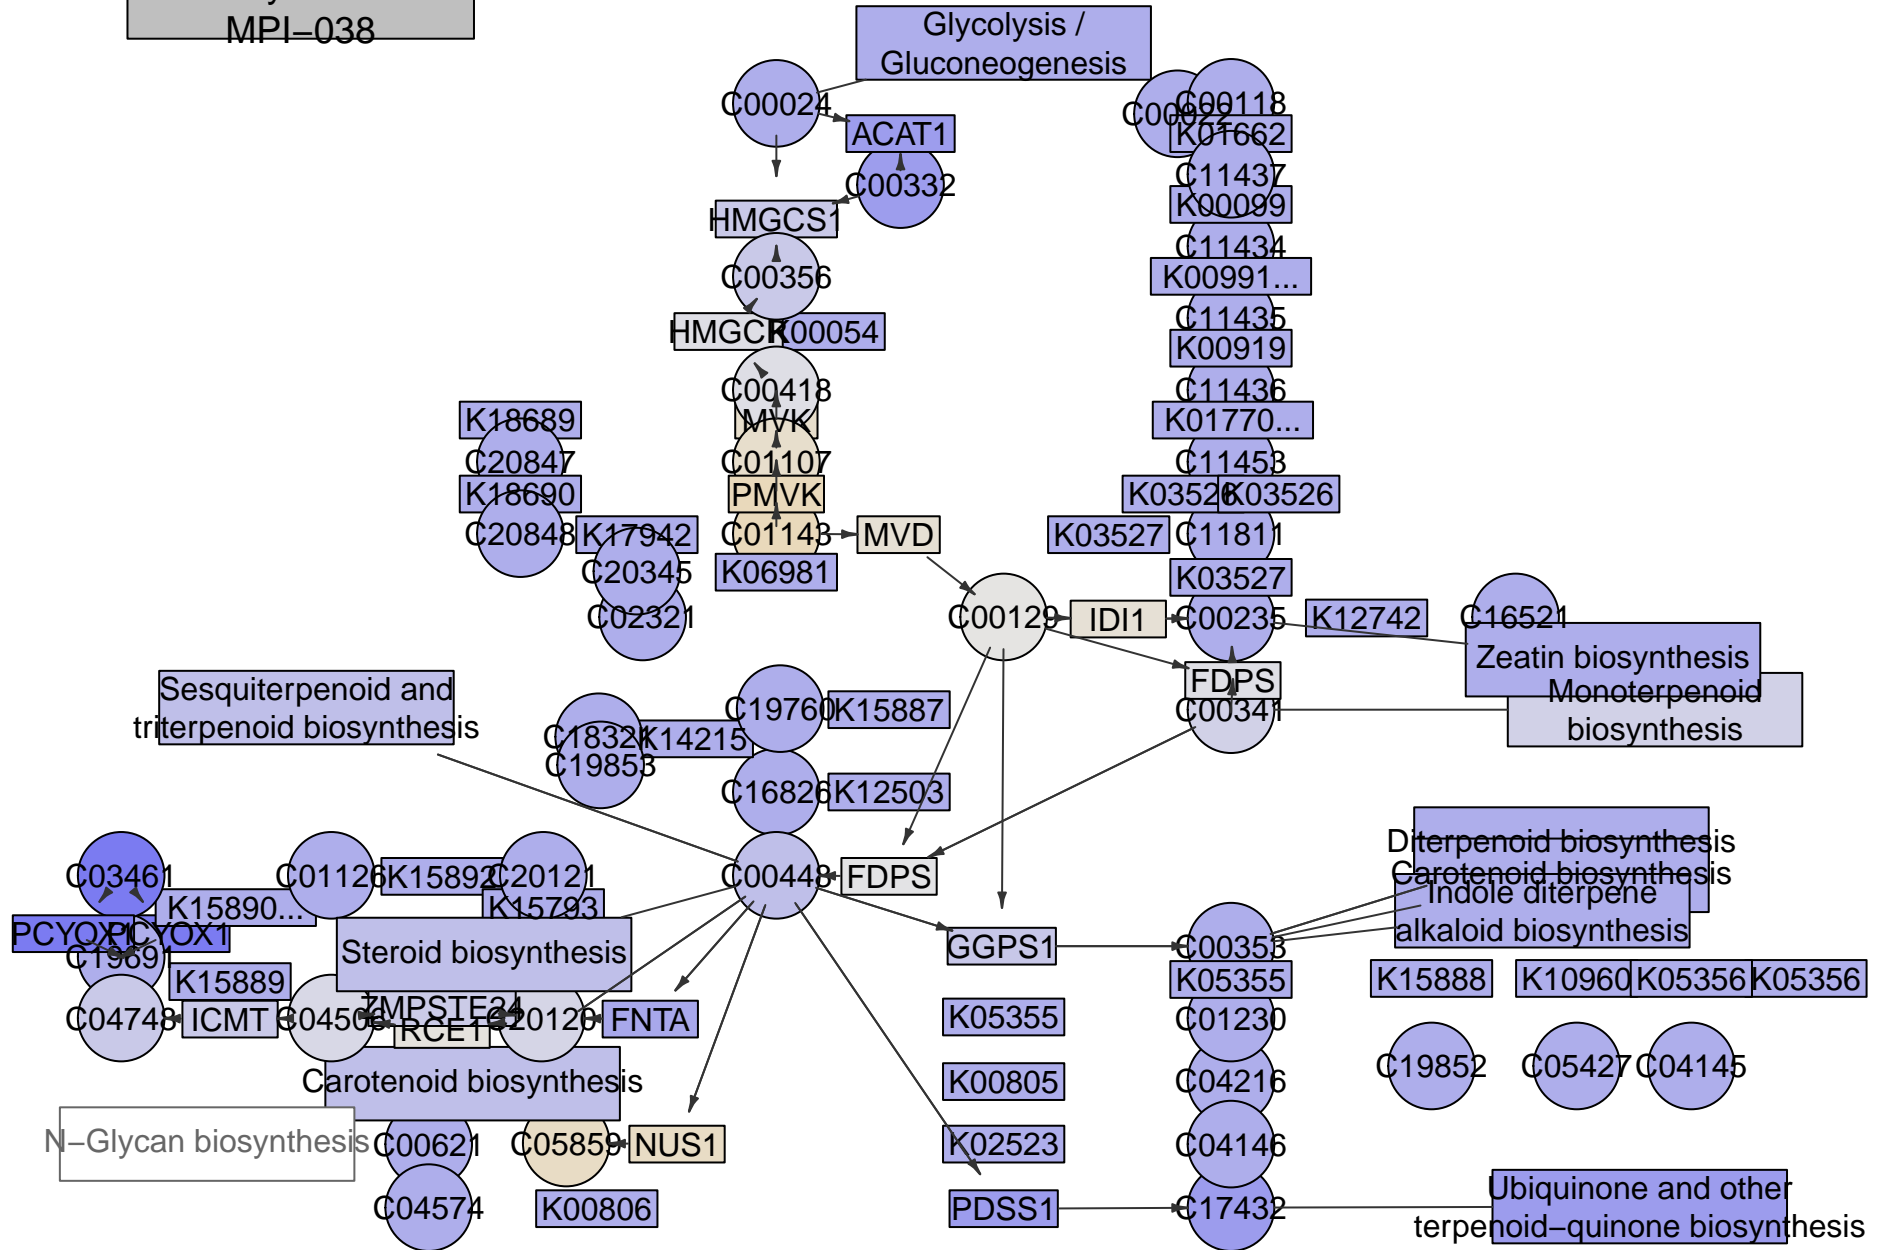 MPI−038
Glycolysis /
Gluconeogenesis
C00024
C00118
C00022
ACAT1
K01662
C11437
C00332
K00099
HMGCS1
C11434
C00356
K00991...
C11435
HMGCR
K00054
K00919
C00418
C11436
K18689
MVK
K01770...
C20847
C01107
C11453
K18690
PMVK
K03526
K03526
C20848
K17942
C01143
MVD
K03527
C11811
C20345
K06981
K03527
C02321
C00129
IDI1
C00235
K12742
C16521
Zeatin biosynthesis
FDPS
Sesquiterpenoid and
triterpenoid biosynthesis
Monoterpenoid
biosynthesis
C19760
K15887
C00341
C18321
K14215
C19853
C16826
K12503
Diterpenoid biosynthesis
Carotenoid biosynthesis
C03461
C01126
K15892
C20121
C00448
FDPS
Indole diterpene
alkaloid biosynthesis
K15890...
K15793
PCYOX1
PCYOX1
C19691
Steroid biosynthesis
GGPS1
C00353
K15889
K05355
K15888
K10960
K05356
K05356
ZMPSTE24
C04748
ICMT
C04506
RCE1
C20120
FNTA
K05355
C01230
Carotenoid biosynthesis
K00805
C04216
C19852
C05427
C04145
N−Glycan biosynthesis
C00621
C05859
NUS1
K02523
C04146
C04574
K00806
PDSS1
C17432
Ubiquinone and other
terpenoid−quinone biosynthesis